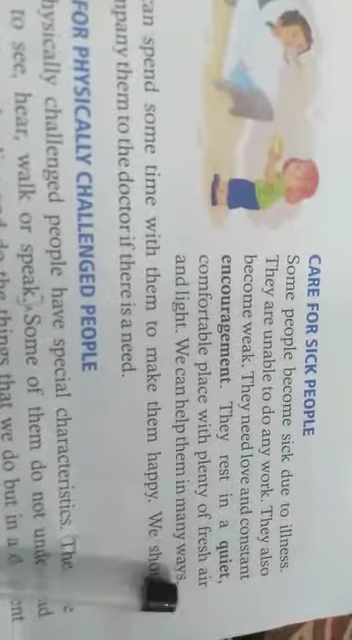 CARE FOR SICK PEOPLE
Some people become sick due to illness.
They are unable to do any work. They also
become weak. They need love and constant
encouragement. They rest in a quiet,
comfortable place with plenty of fresh air
and light. We can help them in many ways.
can spend some time with them to make them happy. We
them to the doctor if there is a need.
FOR PHYSICALLY CHALLENGED PEOPLE
physically challenged people have special characteristics.
to see, hear, walk or speak. Some of them do not
do the things that we do but in a